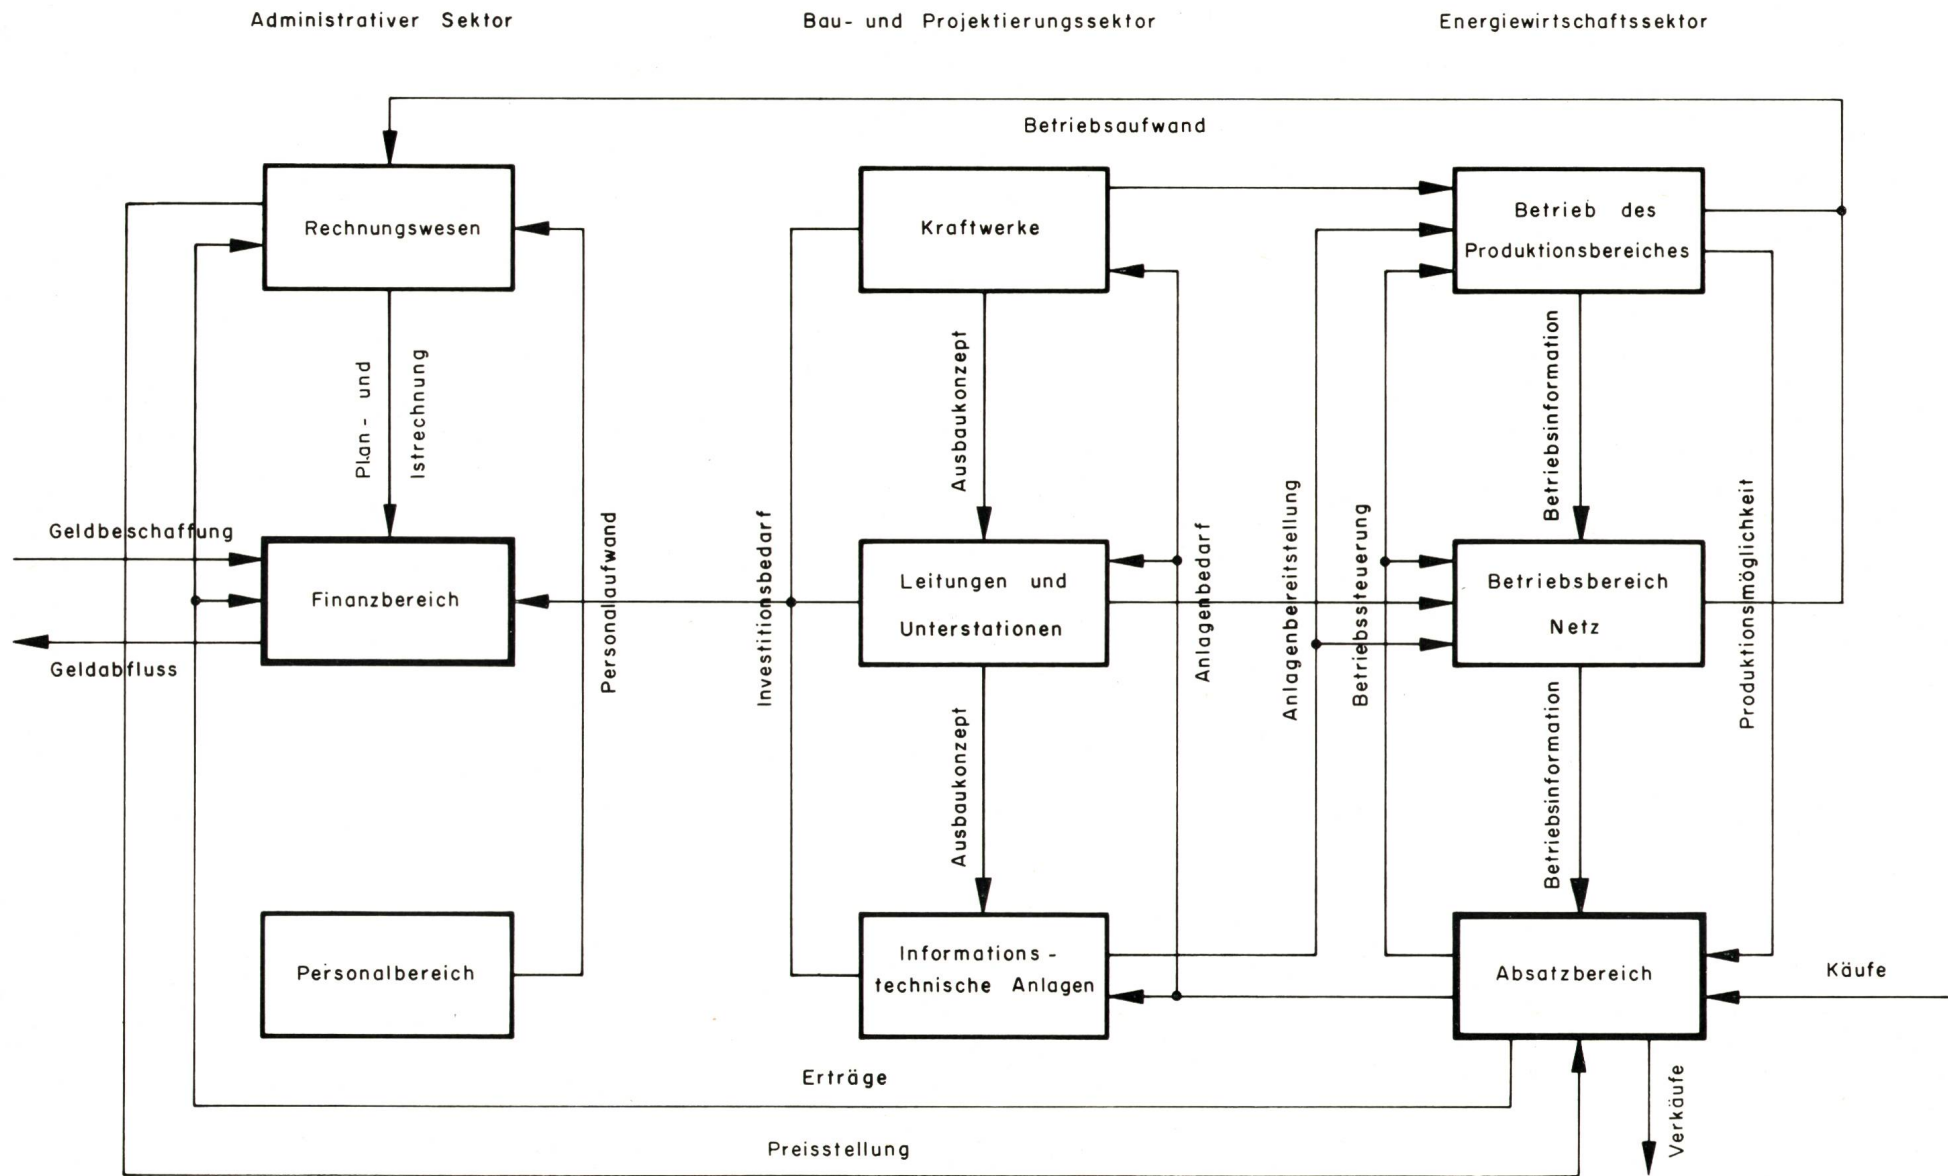 Administrativer Sektor
Bau- und Projektierungssektor
Energiewirtschaftssektor
Betriebsaufwand
Rechnungswesen
Kraftwerke
Betrieb des
Produktionsbereiches
Plan- und
Istrechnung
Ausbaukonzept
Betriebsinformation
Geldbeschaffung
Finanzbereich
Geldabfluss
Personalaufwand
Investitionsbedarf
Leitungen und
Unterstationen
Anlagenbedarf
Anlagenbereitstellung
Betriebssteuerung
Betriebsbereich
Netz
Produktionsmöglichkeit
Ausbaukonzept
Betriebsinformation
Personalbereich
Informations-
technische Anlagen
Absatzbereich
Käufe
Erträge
Verkäufe
Preisstellung